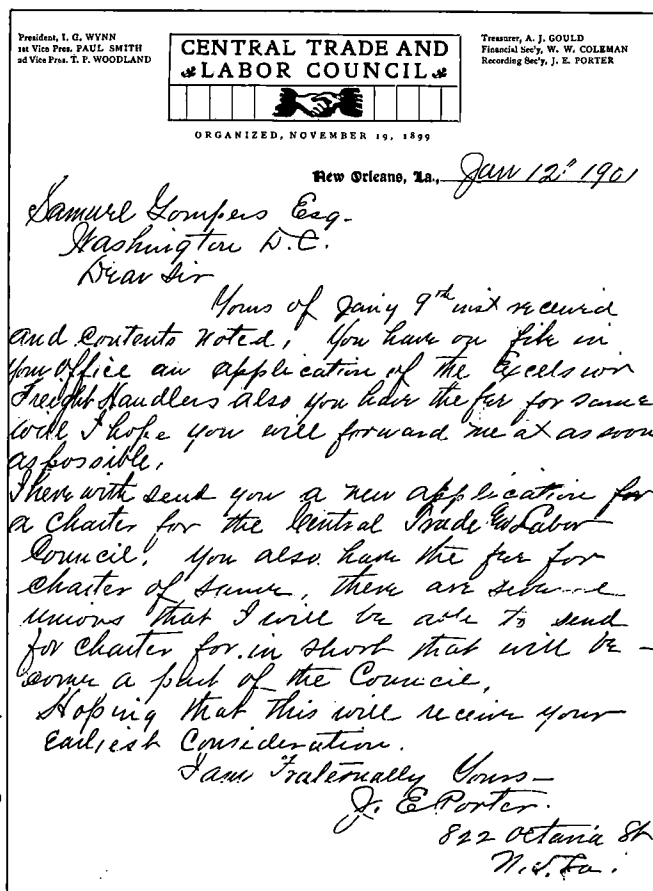 President, I. G. WYNN
1st Vice Pres. PAUL SMITH
2d Vice Pres. T. P. WOODLAND
CENTRAL TRADE AND
LABOR COUNCIL
ORGANIZED, NOVEMBER 19, 1899
Treasurer, A. J. GOULD
Financial Sec'y, W. W. COLEMAN
Recording Sec'y, J. E. PORTER
New Orleans, La., Jan 12" 1901
Samuel Gompers Esq.
Washington D.C.
Dear Sir
Yours of Jan'y 9th inst received
and contents noted, You have on file in
your office an application of the Excelsior
Freight Handlers also you have the fee for same
I hope you will forward me at as soon
as possible,
I herewith send you a new application for
a charter for the Central Trade & Labor
Council, you also have the fee for
charter of same, there are several
unions that I will be able to send
for charter for, in short that will be-
come a part of the Council,
Hoping that this will receive your
Earliest Consideration.
I am Fraternally Yours-
J. E Porter.
822 Octavia St
N.O. La.